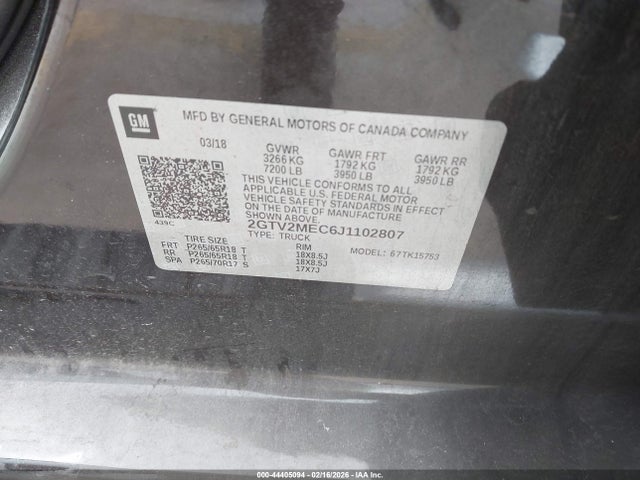 GM
MFD BY GENERAL MOTORS OF CANADA COMPANY
03/18
GVWR GAWR FRT GAWR RR
3266 KG 1792 KG 1792 KG
7200 LB 3950 LB 3950 LB
THIS VEHICLE CONFORMS TO ALL
APPLICABLE U.S. FEDERAL MOTOR
VEHICLE SAFETY STANDARDS IN EFFECT
ON THE DATE OF MANUFACTURE
SHOWN ABOVE.
439C
2GTV2MEC6J1102807
TYPE: TRUCK
MODEL: 67TK15753
TIRE SIZE RIM
FRT P265/65R18 T 18X8.5J
RR P265/65R18 T 18X8.5J
SPA P265/70R17 S 17X7J
000-44405094 - 02/16/2026 - IAA Inc.